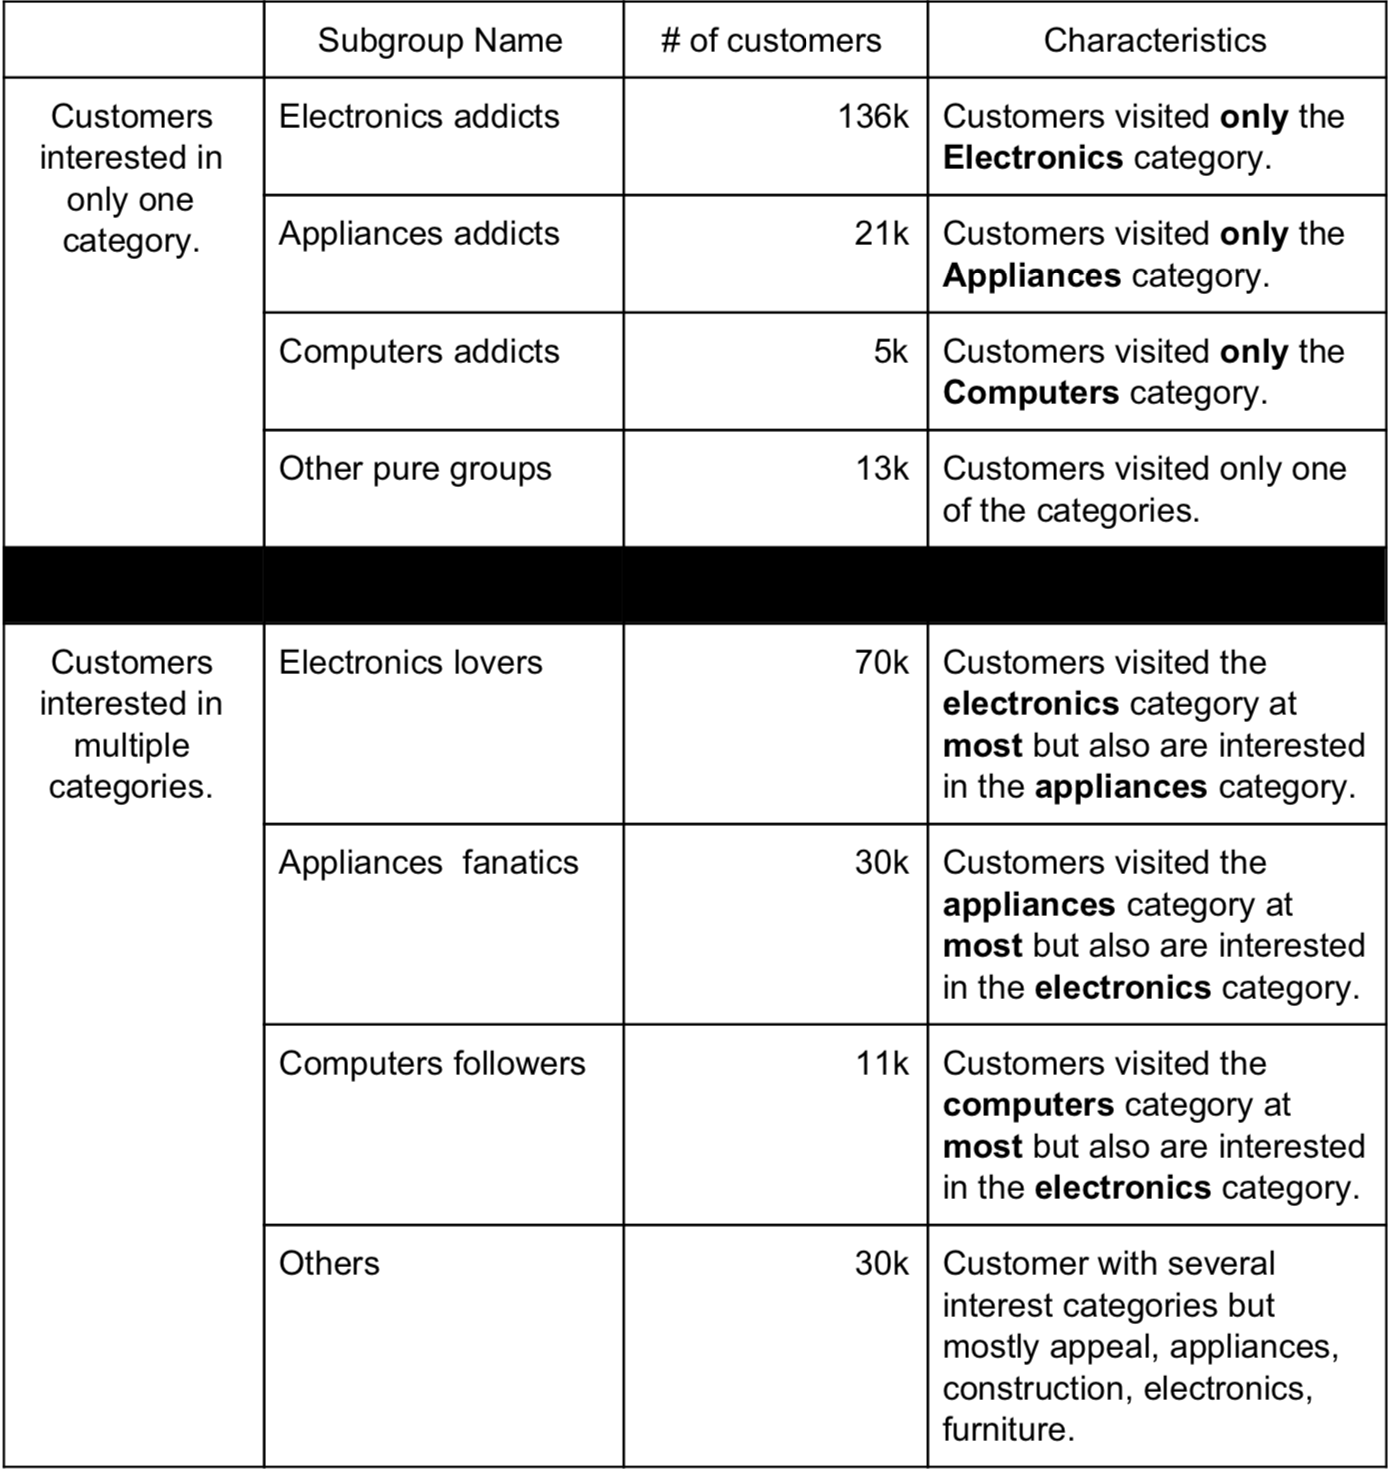 Subgroup Name
# of customers
Characteristics
Customers
interested in
only one
category.
Electronics addicts
136k
Customers visited only the
Electronics category.
Appliances addicts
21k
Customers visited only the
Appliances category.
Computers addicts
5k
Customers visited only the
Computers category.
Other pure groups
13k
Customers visited only one
of the categories.
Customers
interested in
multiple
categories.
Electronics lovers
70k
Customers visited the
electronics category at
most but also are interested
in the appliances category.
Appliances  fanatics
30k
Customers visited the
appliances category at
most but also are interested
in the electronics category.
Computers followers
11k
Customers visited the
computers category at
most but also are interested
in the electronics category.
Others
30k
Customer with several
interest categories but
mostly appeal, appliances,
construction, electronics,
furniture.